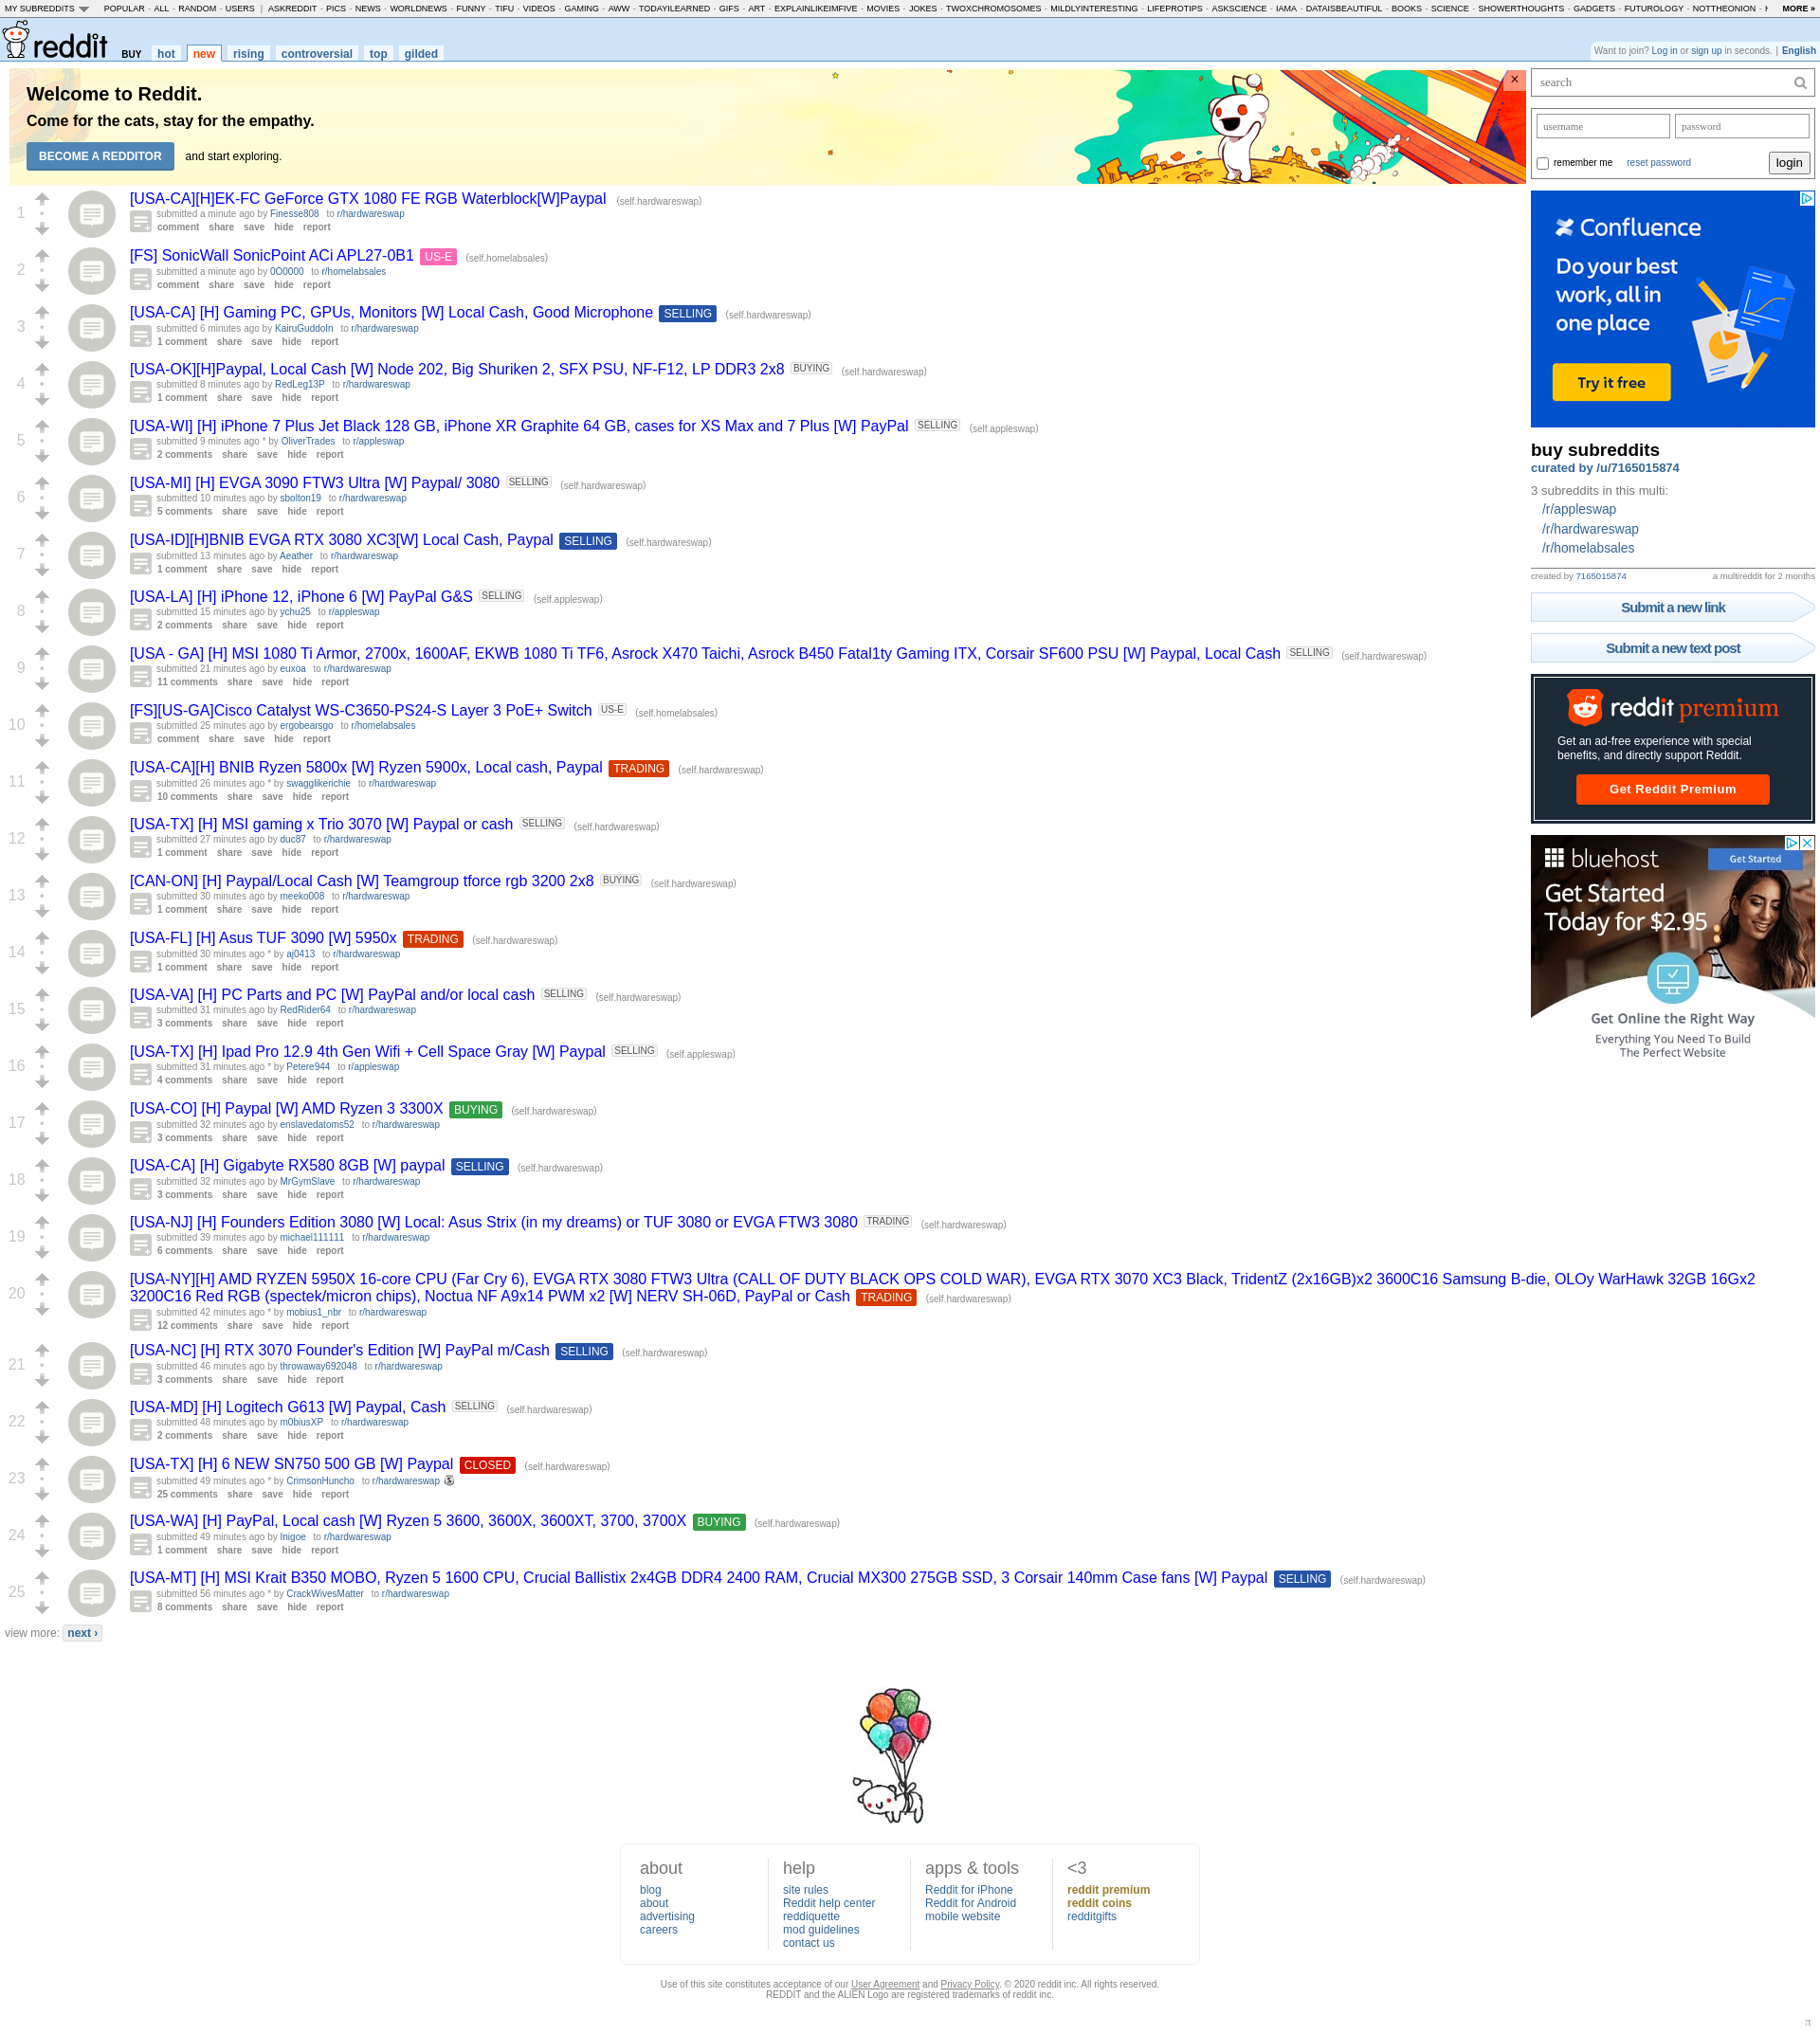 MY SUBREDDITS POPULAR - ALL - RANDOM - USERS | ASKREDDIT - PICS - NEWS - WORLDNEWS - FUNNY - TIFU - VIDEOS - GAMING - AWW - TODAYILEARNED - GIFS - ART - EXPLAINLIKEIMFIVE - MOVIES - JOKES - TWOXCHROMOSOMES - MILDLYINTERESTING - LIFEPROTIPS - ASKSCIENCE - IAMA - DATAISBEAUTIFUL - BOOKS - SCIENCE - SHOWERTHOUGHTS - GADGETS - FUTUROLOGY - NOTTHEONION - MORE »
reddit BUY hot new rising controversial top gilded
Want to join? Log in or sign up in seconds. | English
Welcome to Reddit.
Come for the cats, stay for the empathy.
BECOME A REDDITOR and start exploring.
×
1
[USA-CA][H]EK-FC GeForce GTX 1080 FE RGB Waterblock[W]Paypal (self.hardwareswap)
submitted a minute ago by Finesse808 to r/hardwareswap
comment share save hide report
2
[FS] SonicWall SonicPoint ACi APL27-0B1 US-E (self.homelabsales)
submitted a minute ago by 0O0000 to r/homelabsales
comment share save hide report
3
[USA-CA] [H] Gaming PC, GPUs, Monitors [W] Local Cash, Good Microphone SELLING (self.hardwareswap)
submitted 6 minutes ago by KairuGuddoIn to r/hardwareswap
1 comment share save hide report
4
[USA-OK][H]Paypal, Local Cash [W] Node 202, Big Shuriken 2, SFX PSU, NF-F12, LP DDR3 2x8 BUYING (self.hardwareswap)
submitted 8 minutes ago by RedLeg13P to r/hardwareswap
1 comment share save hide report
5
[USA-WI] [H] iPhone 7 Plus Jet Black 128 GB, iPhone XR Graphite 64 GB, cases for XS Max and 7 Plus [W] PayPal SELLING (self.appleswap)
submitted 9 minutes ago * by OliverTrades to r/appleswap
2 comments share save hide report
6
[USA-MI] [H] EVGA 3090 FTW3 Ultra [W] Paypal/ 3080 SELLING (self.hardwareswap)
submitted 10 minutes ago by sbolton19 to r/hardwareswap
5 comments share save hide report
7
[USA-ID][H]BNIB EVGA RTX 3080 XC3[W] Local Cash, Paypal SELLING (self.hardwareswap)
submitted 13 minutes ago by Aeather to r/hardwareswap
1 comment share save hide report
8
[USA-LA] [H] iPhone 12, iPhone 6 [W] PayPal G&S SELLING (self.appleswap)
submitted 15 minutes ago by ychu25 to r/appleswap
2 comments share save hide report
9
[USA - GA] [H] MSI 1080 Ti Armor, 2700x, 1600AF, EKWB 1080 Ti TF6, Asrock X470 Taichi, Asrock B450 Fatal1ty Gaming ITX, Corsair SF600 PSU [W] Paypal, Local Cash SELLING (self.hardwareswap)
submitted 21 minutes ago by euxoa to r/hardwareswap
11 comments share save hide report
10
[FS][US-GA]Cisco Catalyst WS-C3650-PS24-S Layer 3 PoE+ Switch US-E (self.homelabsales)
submitted 25 minutes ago by ergobearsgo to r/homelabsales
comment share save hide report
11
[USA-CA][H] BNIB Ryzen 5800x [W] Ryzen 5900x, Local cash, Paypal TRADING (self.hardwareswap)
submitted 26 minutes ago * by swagglikerichie to r/hardwareswap
10 comments share save hide report
12
[USA-TX] [H] MSI gaming x Trio 3070 [W] Paypal or cash SELLING (self.hardwareswap)
submitted 27 minutes ago by duc87 to r/hardwareswap
1 comment share save hide report
13
[CAN-ON] [H] Paypal/Local Cash [W] Teamgroup tforce rgb 3200 2x8 BUYING (self.hardwareswap)
submitted 30 minutes ago by meeko008 to r/hardwareswap
1 comment share save hide report
14
[USA-FL] [H] Asus TUF 3090 [W] 5950x TRADING (self.hardwareswap)
submitted 30 minutes ago * by aj0413 to r/hardwareswap
1 comment share save hide report
15
[USA-VA] [H] PC Parts and PC [W] PayPal and/or local cash SELLING (self.hardwareswap)
submitted 31 minutes ago by RedRider64 to r/hardwareswap
3 comments share save hide report
16
[USA-TX] [H] Ipad Pro 12.9 4th Gen Wifi + Cell Space Gray [W] Paypal SELLING (self.appleswap)
submitted 31 minutes ago * by Petere944 to r/appleswap
4 comments share save hide report
17
[USA-CO] [H] Paypal [W] AMD Ryzen 3 3300X BUYING (self.hardwareswap)
submitted 32 minutes ago by enslavedatoms52 to r/hardwareswap
3 comments share save hide report
18
[USA-CA] [H] Gigabyte RX580 8GB [W] paypal SELLING (self.hardwareswap)
submitted 32 minutes ago by MrGymSlave to r/hardwareswap
3 comments share save hide report
19
[USA-NJ] [H] Founders Edition 3080 [W] Local: Asus Strix (in my dreams) or TUF 3080 or EVGA FTW3 3080 TRADING (self.hardwareswap)
submitted 39 minutes ago by michael111111 to r/hardwareswap
6 comments share save hide report
20
[USA-NY][H] AMD RYZEN 5950X 16-core CPU (Far Cry 6), EVGA RTX 3080 FTW3 Ultra (CALL OF DUTY BLACK OPS COLD WAR), EVGA RTX 3070 XC3 Black, TridentZ (2x16GB)x2 3600C16 Samsung B-die, OLOy WarHawk 32GB 16Gx2
3200C16 Red RGB (spectek/micron chips), Noctua NF A9x14 PWM x2 [W] NERV SH-06D, PayPal or Cash TRADING (self.hardwareswap)
submitted 42 minutes ago * by mobius1_nbr to r/hardwareswap
12 comments share save hide report
21
[USA-NC] [H] RTX 3070 Founder's Edition [W] PayPal m/Cash SELLING (self.hardwareswap)
submitted 46 minutes ago by throwaway692048 to r/hardwareswap
3 comments share save hide report
22
[USA-MD] [H] Logitech G613 [W] Paypal, Cash SELLING (self.hardwareswap)
submitted 48 minutes ago by m0biusXP to r/hardwareswap
2 comments share save hide report
23
[USA-TX] [H] 6 NEW SN750 500 GB [W] Paypal CLOSED (self.hardwareswap)
submitted 49 minutes ago * by CrimsonHuncho to r/hardwareswap
25 comments share save hide report
24
[USA-WA] [H] PayPal, Local cash [W] Ryzen 5 3600, 3600X, 3600XT, 3700, 3700X BUYING (self.hardwareswap)
submitted 49 minutes ago by Inigoe to r/hardwareswap
1 comment share save hide report
25
[USA-MT] [H] MSI Krait B350 MOBO, Ryzen 5 1600 CPU, Crucial Ballistix 2x4GB DDR4 2400 RAM, Crucial MX300 275GB SSD, 3 Corsair 140mm Case fans [W] Paypal SELLING (self.hardwareswap)
submitted 56 minutes ago * by CrackWivesMatter to r/hardwareswap
8 comments share save hide report
view more: next ›
search
username password
remember me reset password login
Confluence
Do your best
work, all in
one place
Try it free
buy subreddits
curated by /u/7165015874
3 subreddits in this multi:
/r/appleswap
/r/hardwareswap
/r/homelabsales
created by 7165015874 a multireddit for 2 months
Submit a new link
Submit a new text post
reddit premium
Get an ad-free experience with special
benefits, and directly support Reddit.
Get Reddit Premium
bluehost Get Started
Get Started
Today for $2.95
Get Online the Right Way
Everything You Need To Build
The Perfect Website
about
blog
about
advertising
careers
help
site rules
Reddit help center
reddiquette
mod guidelines
contact us
apps & tools
Reddit for iPhone
Reddit for Android
mobile website
<3
reddit premium
reddit coins
redditgifts
Use of this site constitutes acceptance of our User Agreement and Privacy Policy. © 2020 reddit inc. All rights reserved.
REDDIT and the ALIEN Logo are registered trademarks of reddit inc.
π